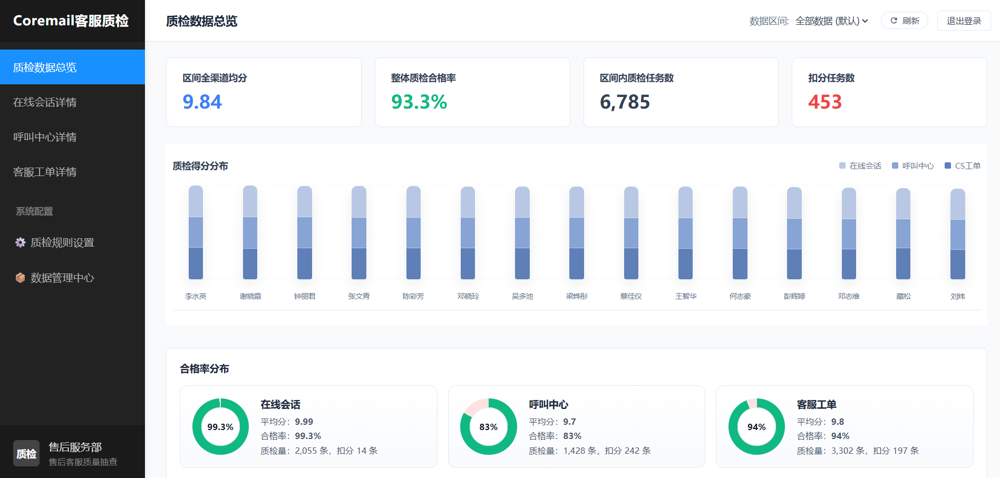 Coremail客服质检
质检数据总览
在线会话详情
呼叫中心详情
客服工单详情
系统配置
质检规则设置
数据管理中心
质检
售后服务部
售后客服质量抽查
质检数据总览
数据区间: 全部数据 (默认)
刷新
退出登录
区间全渠道均分
9.84
整体质检合格率
93.3%
区间内质检任务数
6,785
扣分任务数
453
质检得分分布
在线会话 呼叫中心 CS工单
李水英 谢晓霞 钟丽君 张文青 陈彩芳 邓晓玲 吴多池 梁烨彤 蔡佳仪 王智华 何志豪 彭辉婷 邓志维 藏松 刘炜
合格率分布
99.3%
在线会话
平均分：9.99
合格率：99.3%
质检量：2,055 条，扣分 14 条
83%
呼叫中心
平均分：9.7
合格率：83%
质检量：1,428 条，扣分 242 条
94%
客服工单
平均分：9.8
合格率：94%
质检量：3,302 条，扣分 197 条